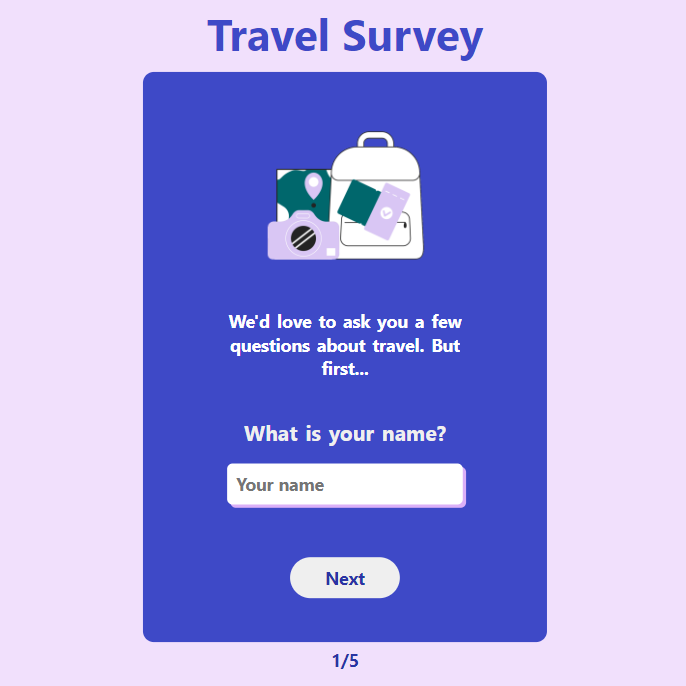 Travel Survey
We'd love to ask you a few
questions about travel. But
first...
What is your name?
Your name
Next
1/5